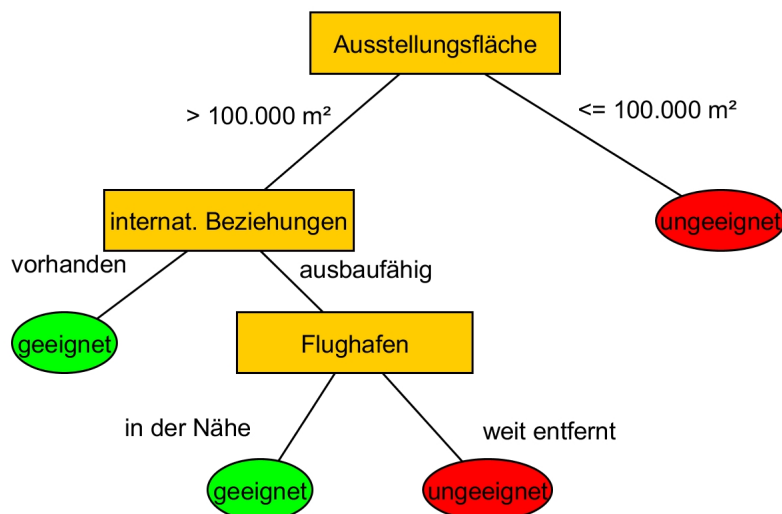 Ausstellungsfläche
> 100.000 m²
<= 100.000 m²
internat. Beziehungen
ungeeignet
vorhanden
ausbaufähig
geeignet
Flughafen
in der Nähe
weit entfernt
geeignet
ungeeignet